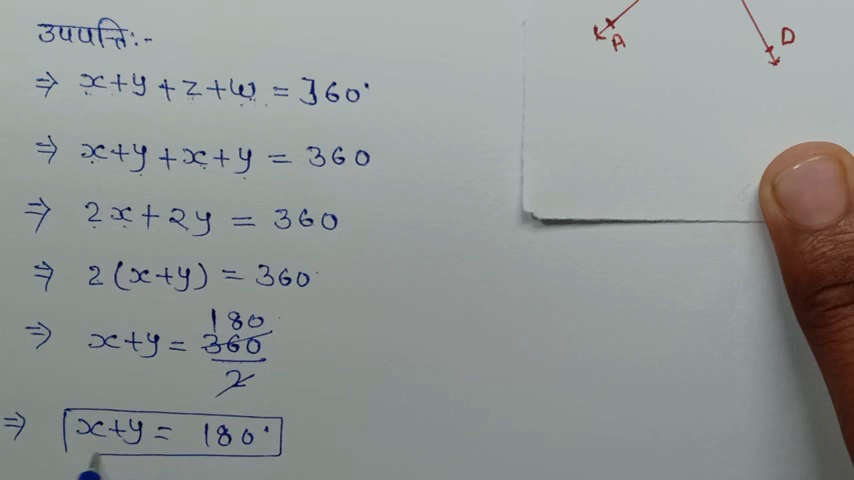 उपपत्ति:-
⇒ x+y+z+w = 360°
⇒ x+y+x+y = 360
⇒ 2x+2y = 360
⇒ 2(x+y) = 360
⇒ x+y = 360/2 180
⇒ x+y = 180°
A
D